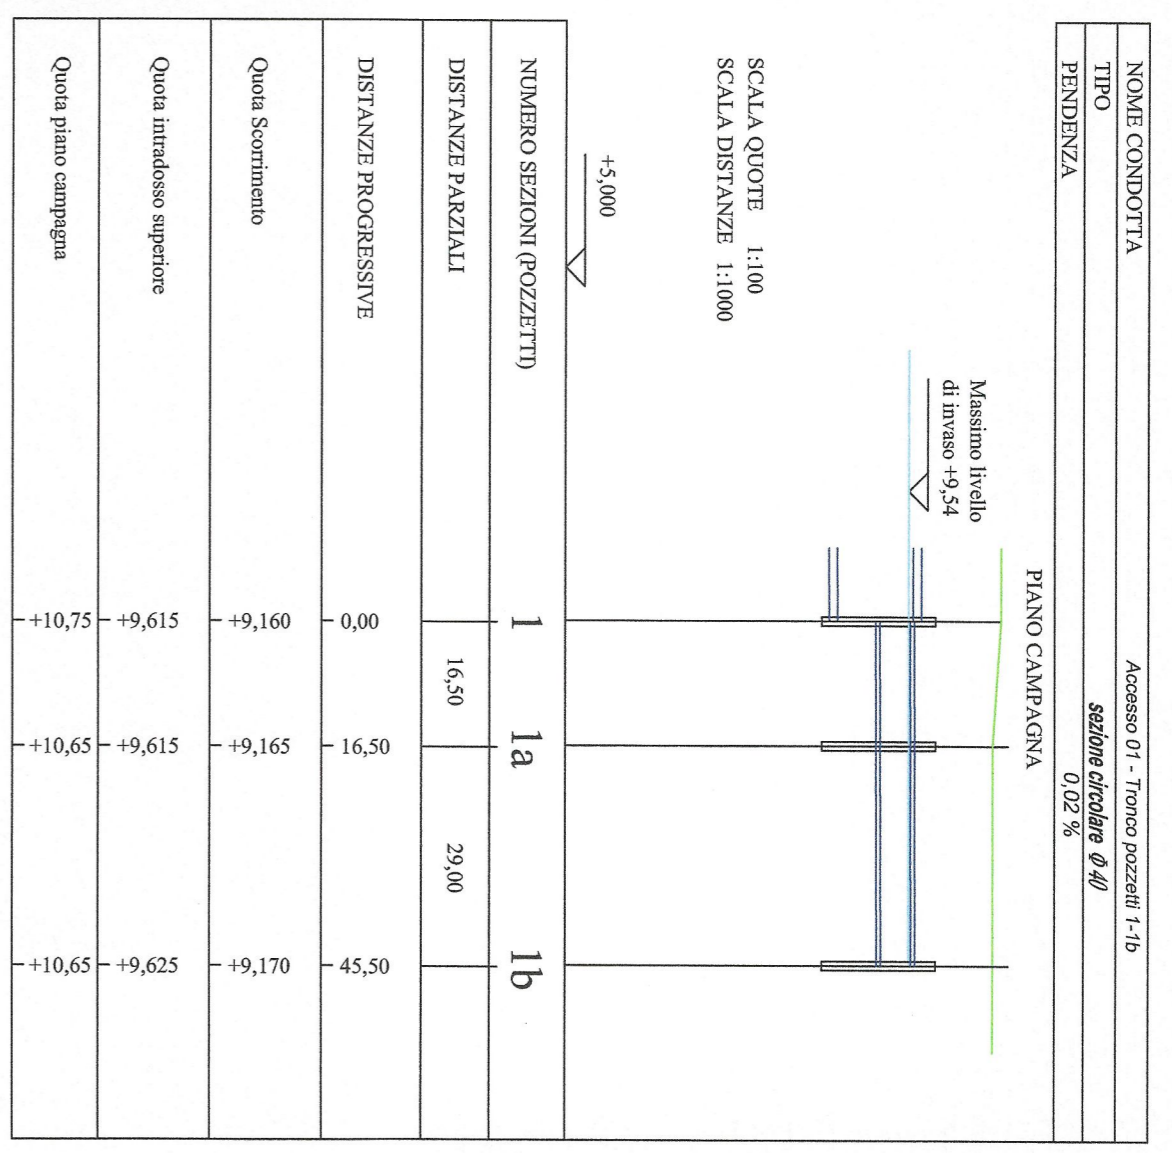 NOME CONDOTTA Accesso 01 - Tronco pozzetti 1-1b
TIPO sezione circolare Φ 40
PENDENZA 0,02 %
PIANO CAMPAGNA
Massimo livello
di invaso +9,54
SCALA QUOTE 1:100
SCALA DISTANZE 1:1000
+5,000
NUMERO SEZIONI (POZZETTI) 1 1a 1b
DISTANZE PARZIALI 16,50 29,00
DISTANZE PROGRESSIVE 0,00 16,50 45,50
Quota Scorrimento +9,160 +9,165 +9,170
Quota intradosso superiore +9,615 +9,615 +9,625
Quota piano campagna +10,75 +10,65 +10,65